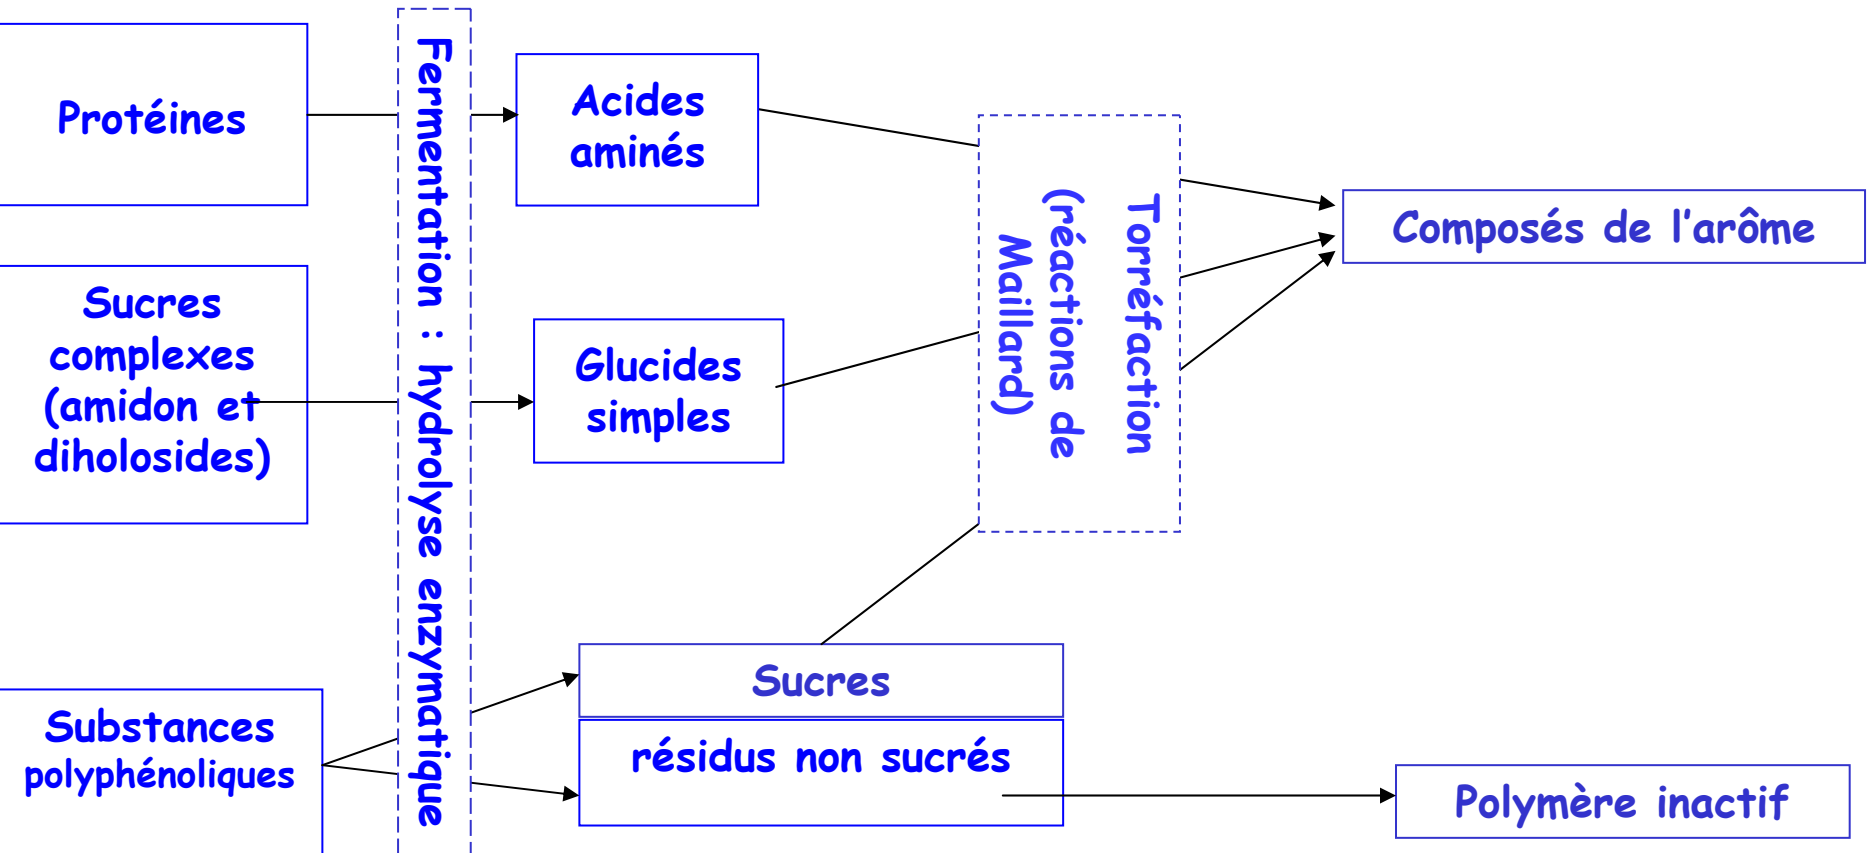 Protéines
Sucres
complexes
(amidon et
diholosides)
Substances
polyphénoliques
Fermentation : hydrolyse enzymatique
Acides
aminés
Glucides
simples
Sucres
résidus non sucrés
Torréfaction
(réactions de
Maillard)
Composés de l'arôme
Polymère inactif